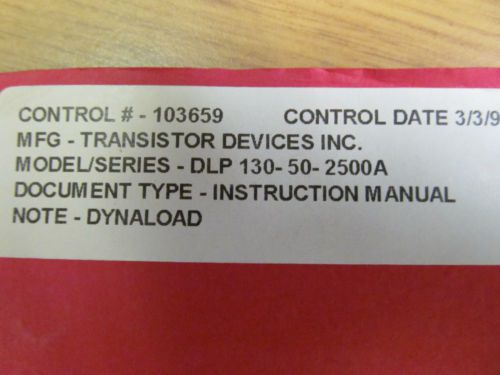 CONTROL # - 103659 CONTROL DATE 3/3/9
MFG - TRANSISTOR DEVICES INC.
MODEL/SERIES - DLP 130- 50- 2500A
DOCUMENT TYPE - INSTRUCTION MANUAL
NOTE - DYNALOAD